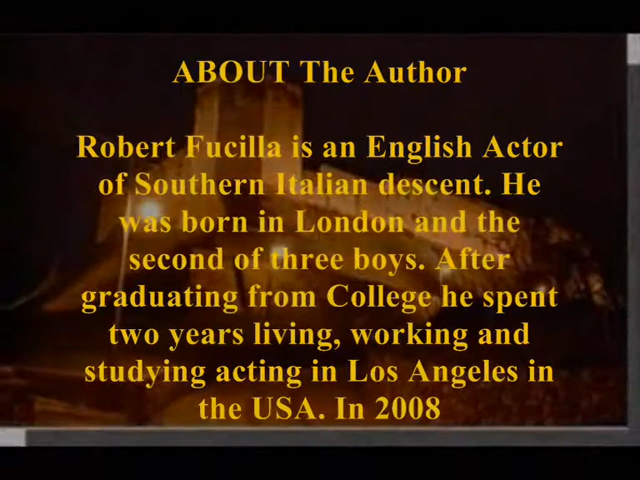 ABOUT The Author
Robert Fucilla is an English Actor
of Southern Italian descent. He
was born in London and the
second of three boys. After
graduating from College he spent
two years living, working and
studying acting in Los Angeles in
the USA. In 2008